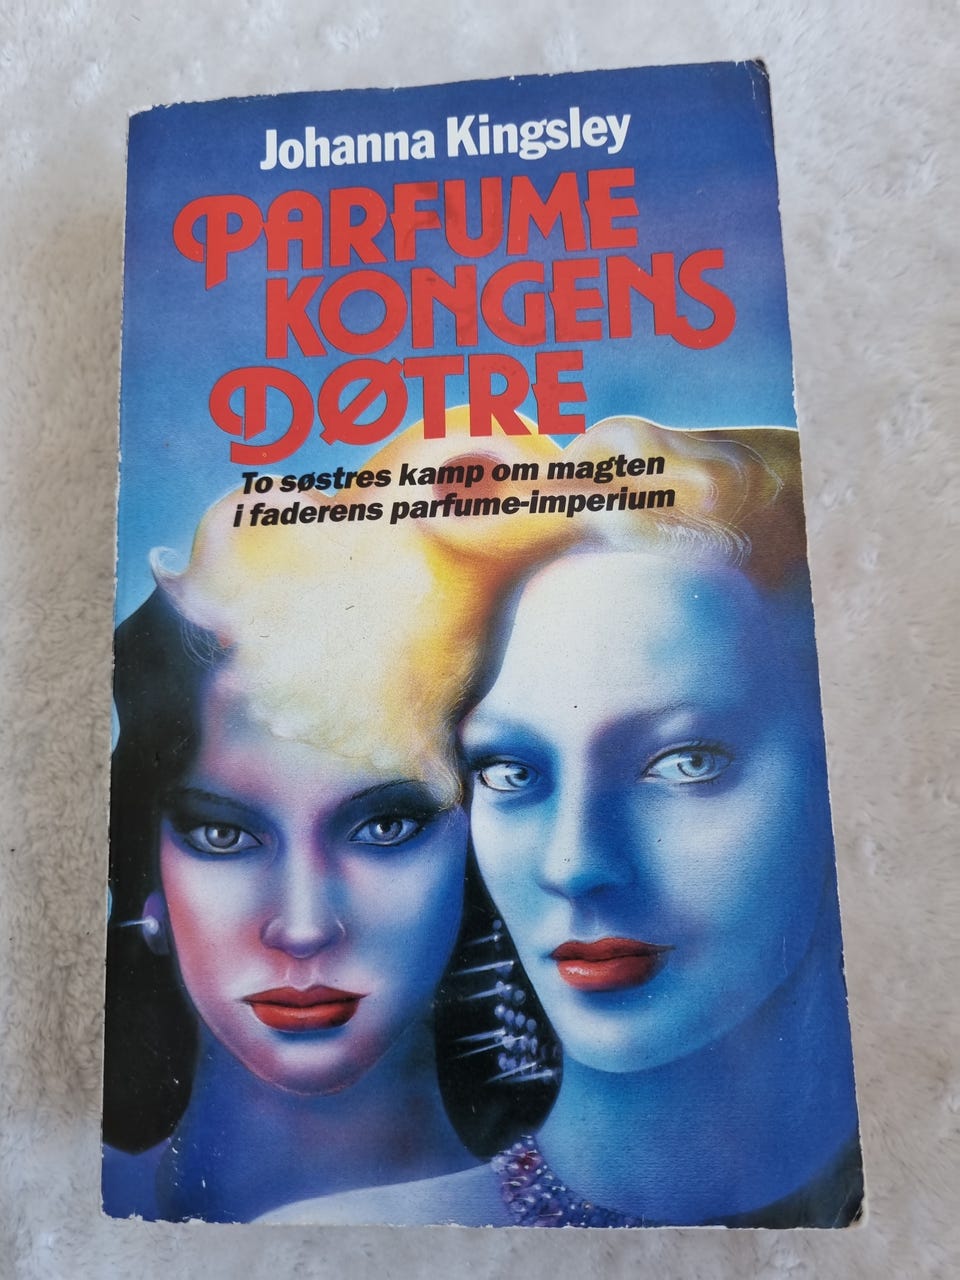 Johanna Kingsley
PARFUME
KONGENS
DØTRE
To søstres kamp om magten
i faderens parfume-imperium